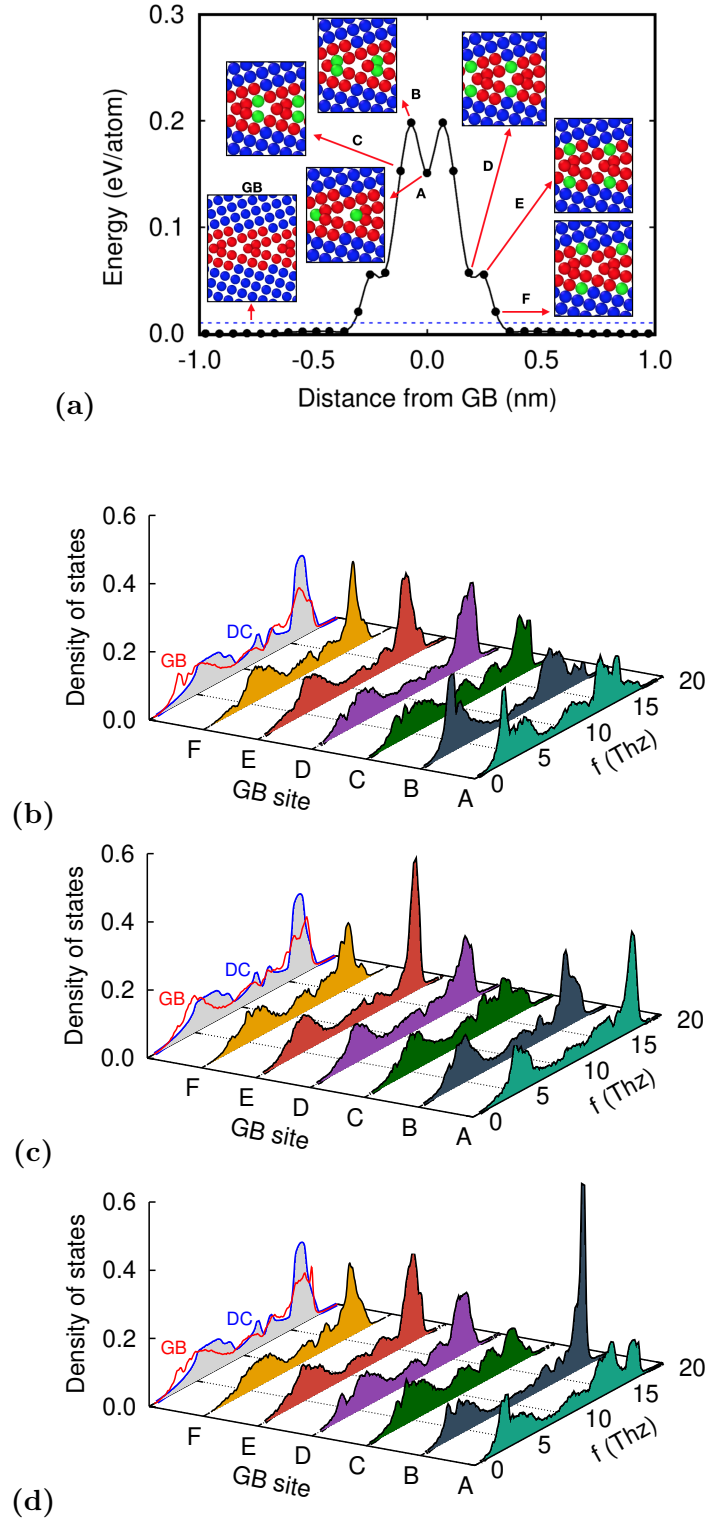 0.3
0.2
0.1
0.0
Energy (eV/atom)
B
C
A
D
E
F
GB
-1.0 -0.5 0.0 0.5 1.0
Distance from GB (nm)
(a)
0.6
0.4
0.2
0.0
Density of states
GB
DC
F E D C B A
GB site
0 5 10 15 20
f (Thz)
(b)
0.6
0.4
0.2
0.0
Density of states
GB
DC
F E D C B A
GB site
0 5 10 15 20
f (Thz)
(c)
0.6
0.4
0.2
0.0
Density of states
GB
DC
F E D C B A
GB site
0 5 10 15 20
f (Thz)
(d)